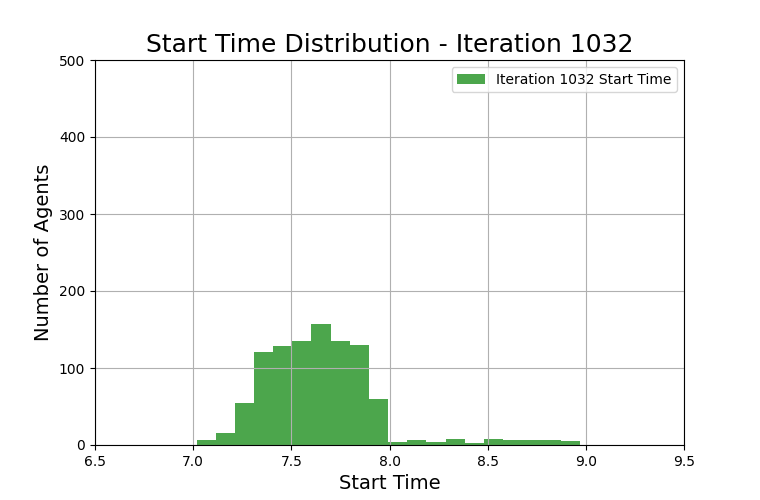 Start Time Distribution - Iteration 1032
Iteration 1032 Start Time
Number of Agents
500
400
300
200
100
0
6.5 7.0 7.5 8.0 8.5 9.0 9.5
Start Time